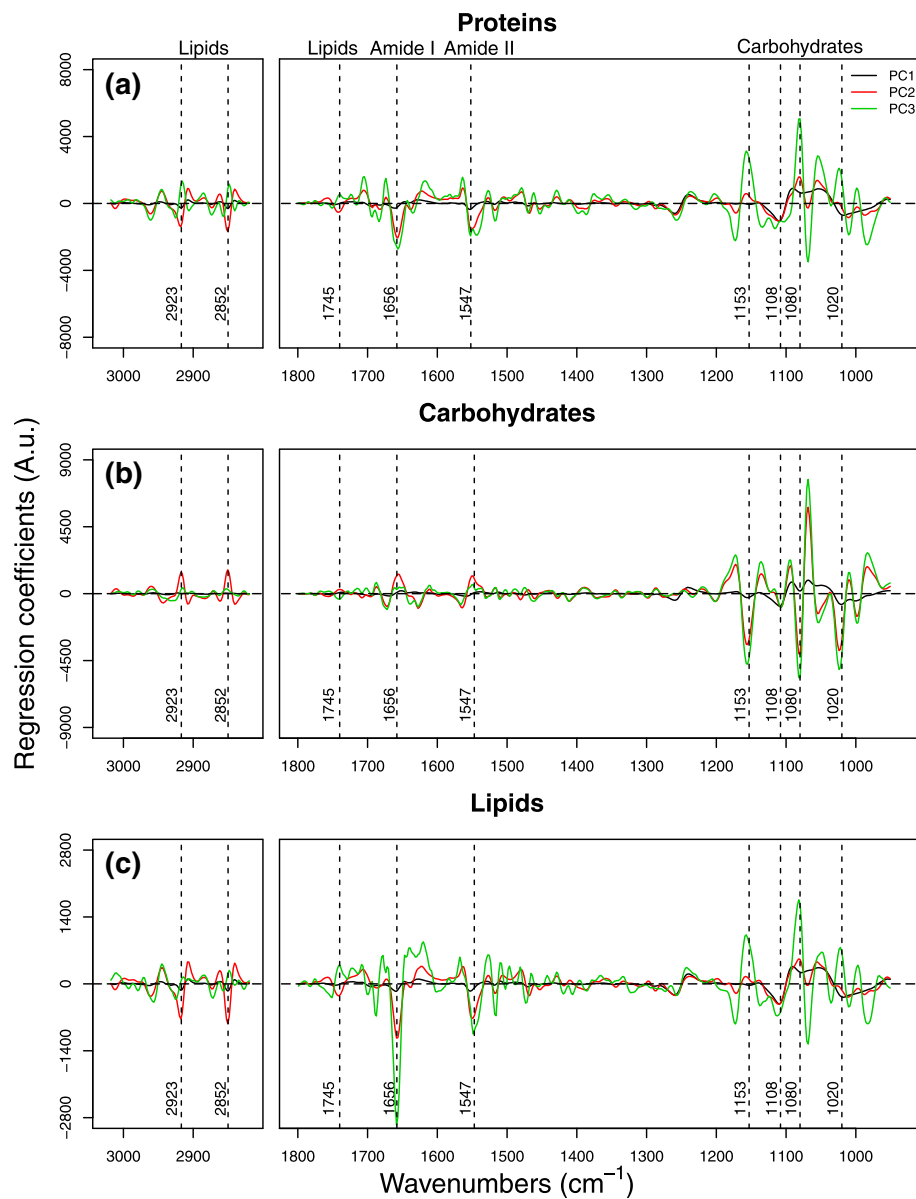 Proteins
Lipids Lipids Amide I Amide II Carbohydrates
(a)
PC1
PC2
PC3
8000
4000
0
−4000
−8000
2923 2852 1745 1656 1547 1153 1108 1080 1020
3000 2900 1800 1700 1600 1500 1400 1300 1200 1100 1000
Carbohydrates
(b)
9000
4500
0
−4500
−9000
2923 2852 1745 1656 1547 1153 1108 1080 1020
3000 2900 1800 1700 1600 1500 1400 1300 1200 1100 1000
Regression coefficients (A.u.)
Lipids
(c)
2800
1400
0
−1400
−2800
2923 2852 1745 1656 1547 1153 1108 1080 1020
3000 2900 1800 1700 1600 1500 1400 1300 1200 1100 1000
Wavenumbers (cm⁻¹)